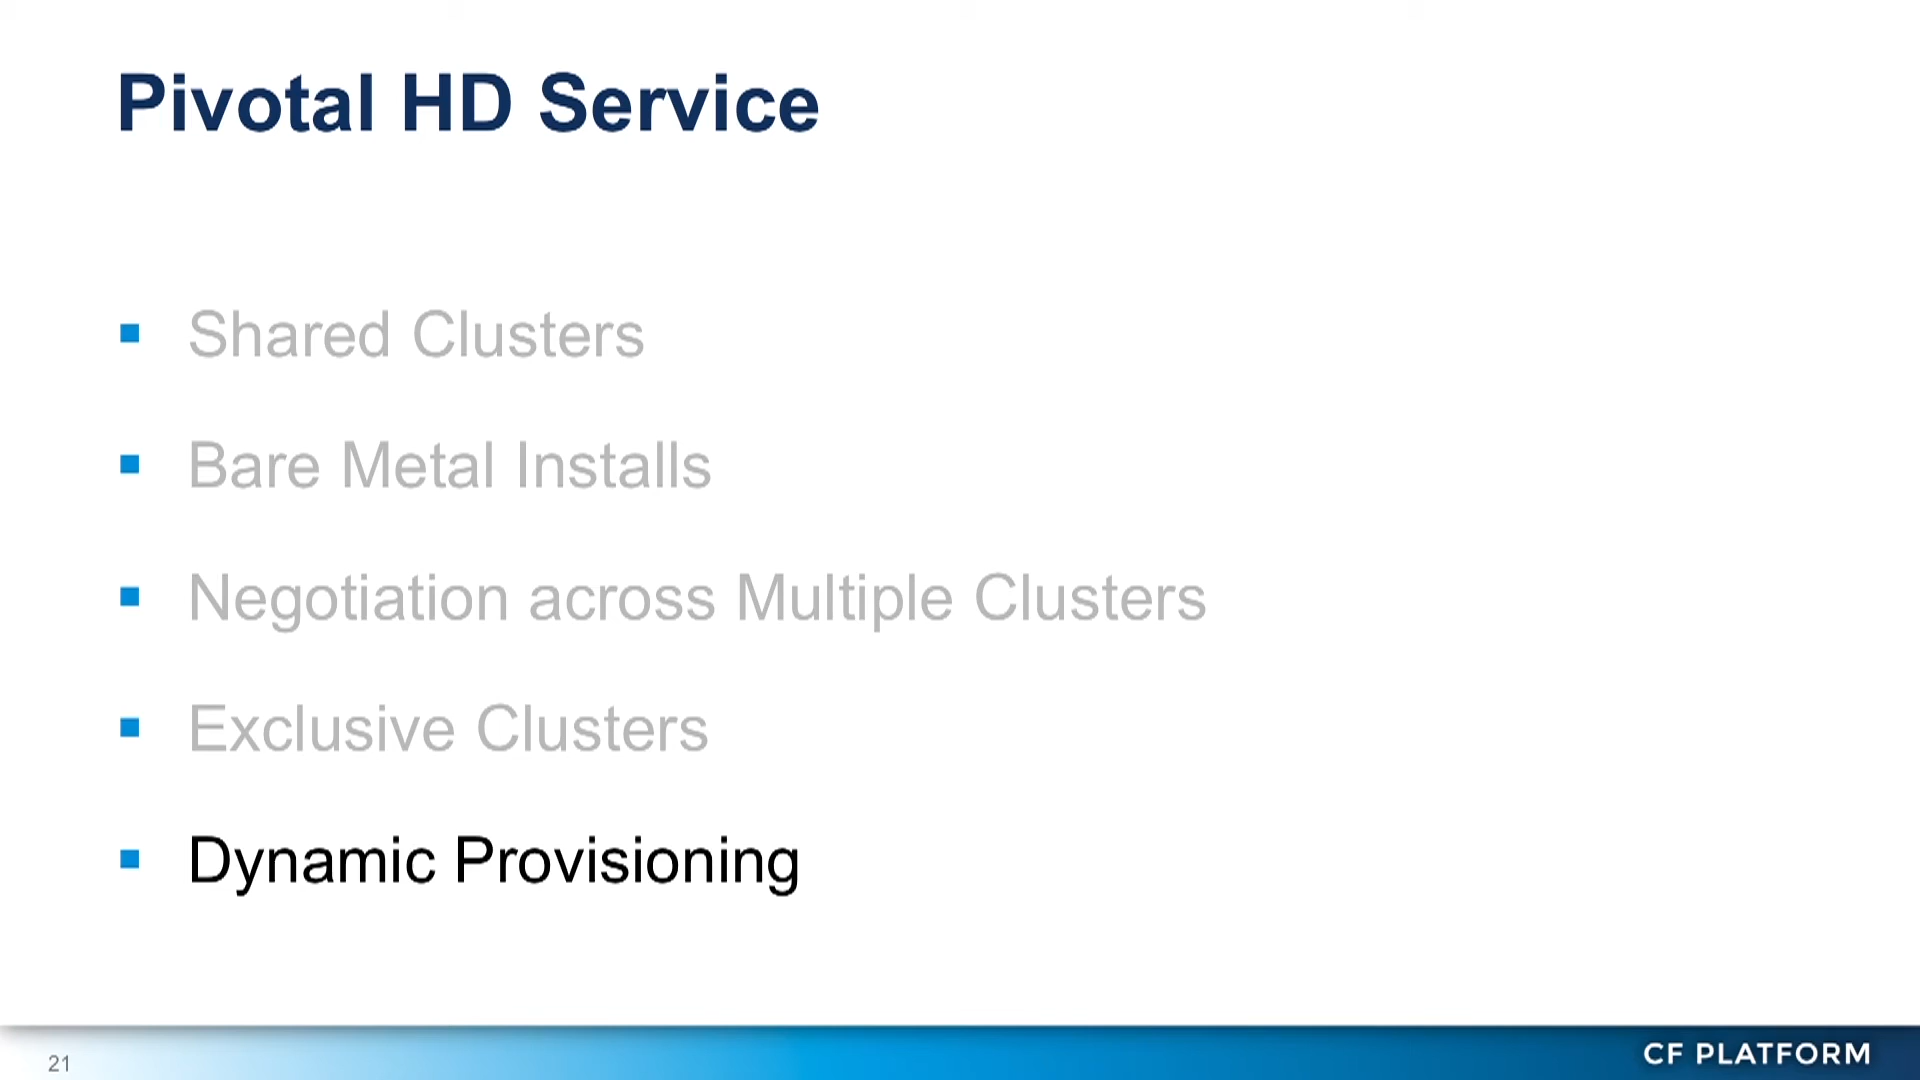 Pivotal HD Service
Shared Clusters
Bare Metal Installs
Negotiation across Multiple Clusters
Exclusive Clusters
Dynamic Provisioning
21
CF PLATFORM